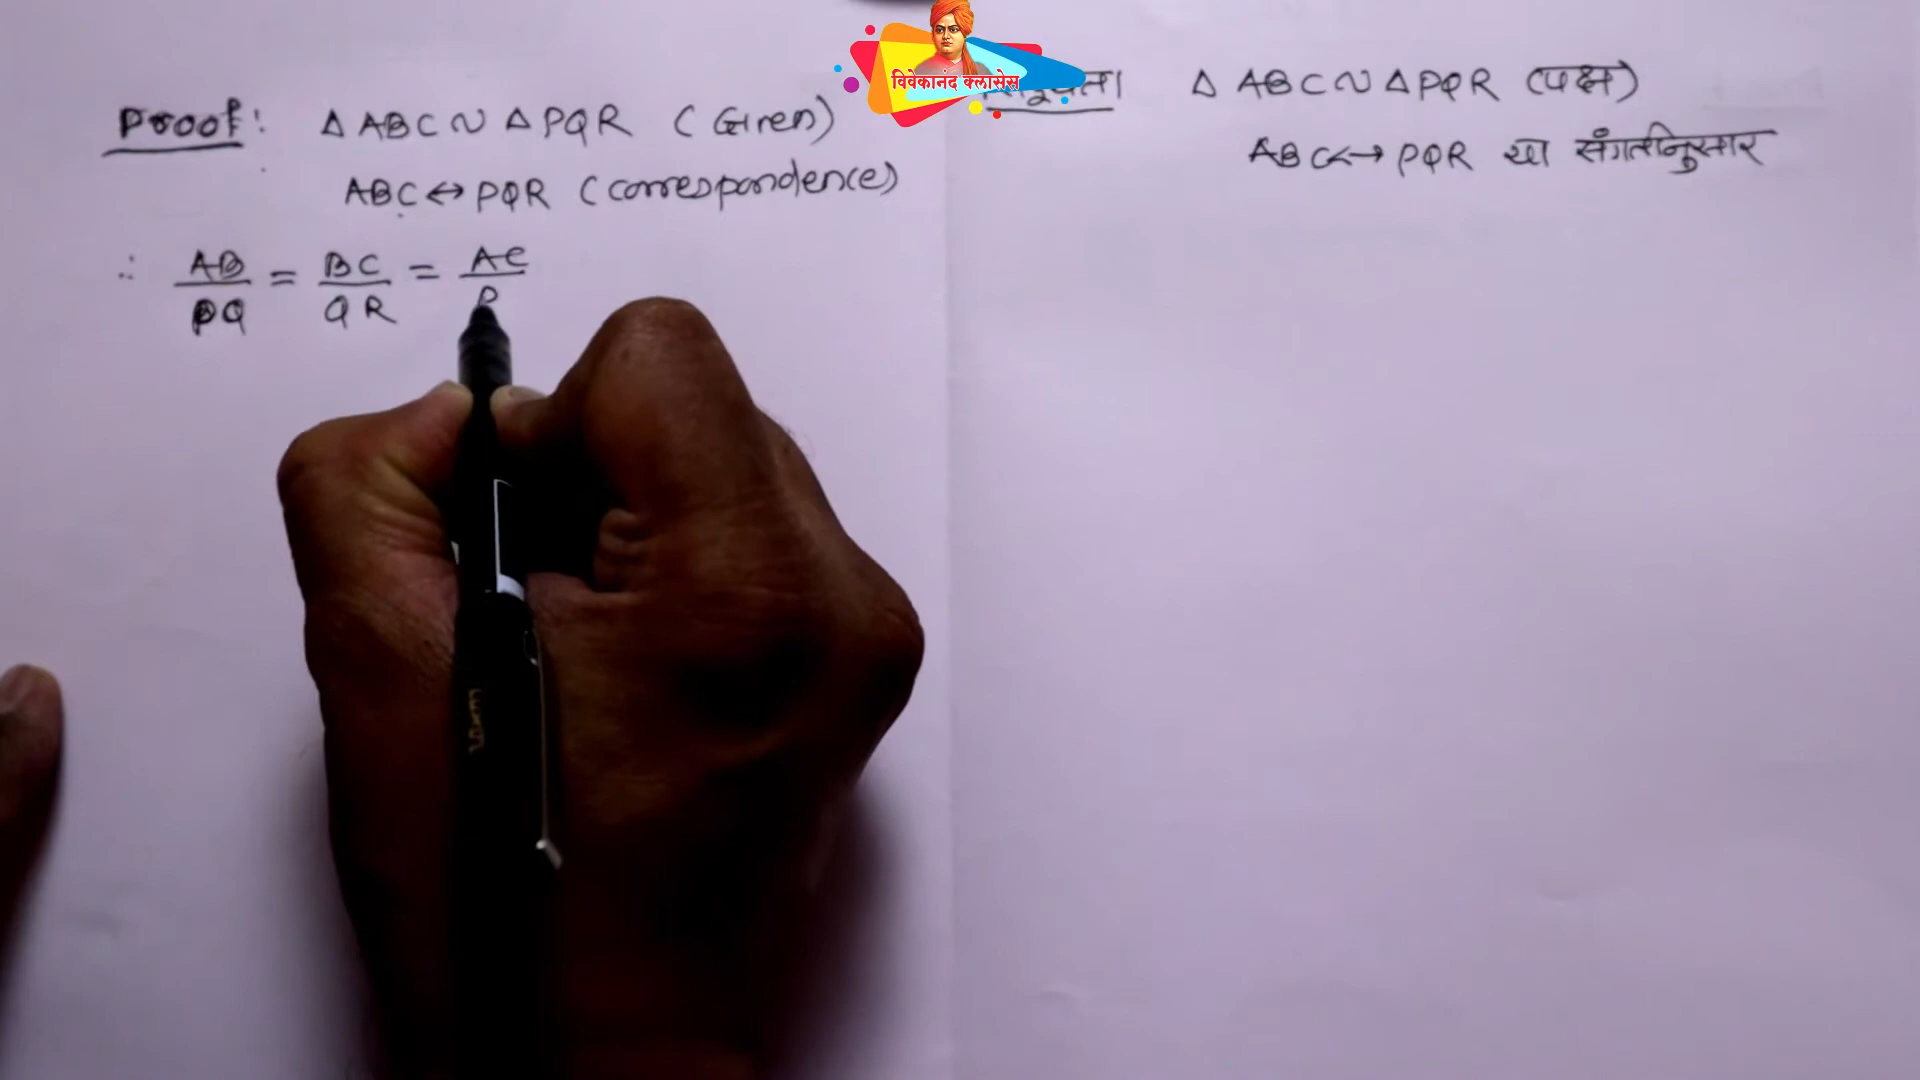 विवेकानंद क्लासेस
Proof: Δ ABC ~ Δ PQR (Given)
ABC ↔ PQR (correspondence)
∴ AB/PQ = BC/QR = AC/P
Δ ABC ~ Δ PQR (पक्ष)
ABC ↔ PQR या संगतीनुसार